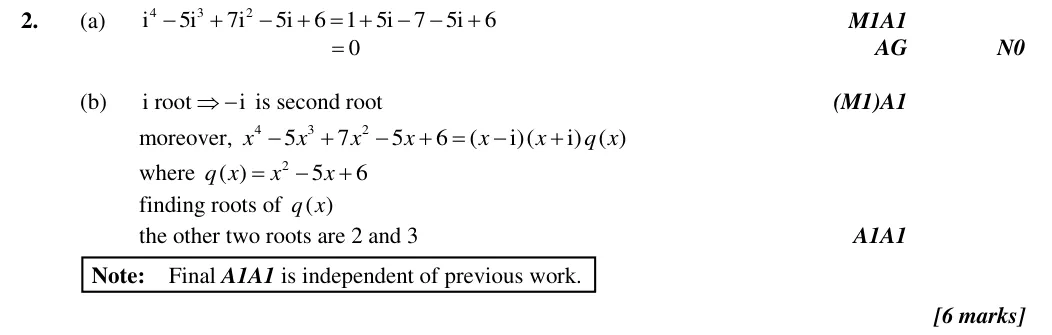 2. (a) i⁴ − 5i³ + 7i² − 5i + 6 = 1 + 5i − 7 − 5i + 6 M1A1
= 0 AG N0
(b) i root ⇒ −i is second root (M1)A1
moreover, x⁴ − 5x³ + 7x² − 5x + 6 = (x − i)(x + i)q(x)
where q(x) = x² − 5x + 6
finding roots of q(x)
the other two roots are 2 and 3 A1A1
Note: Final A1A1 is independent of previous work.
[6 marks]